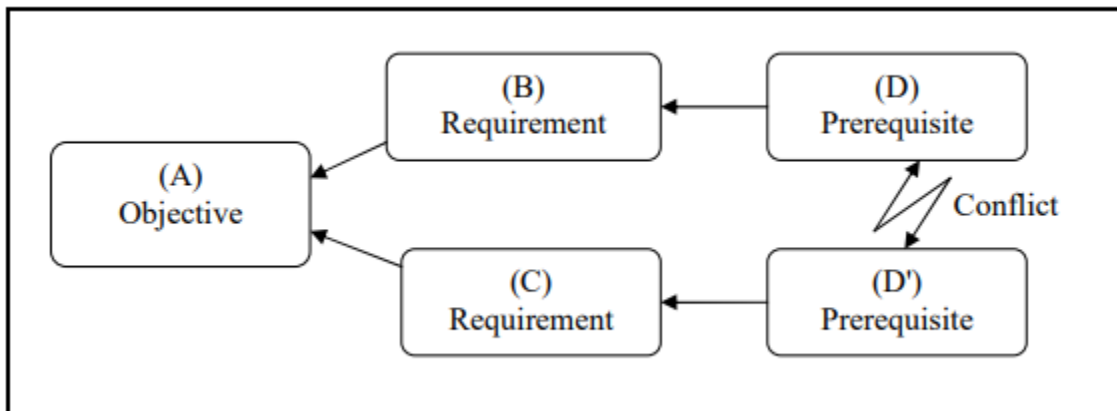 (B)
Requirement
(D)
Prerequisite
(A)
Objective
Conflict
(C)
Requirement
(D')
Prerequisite